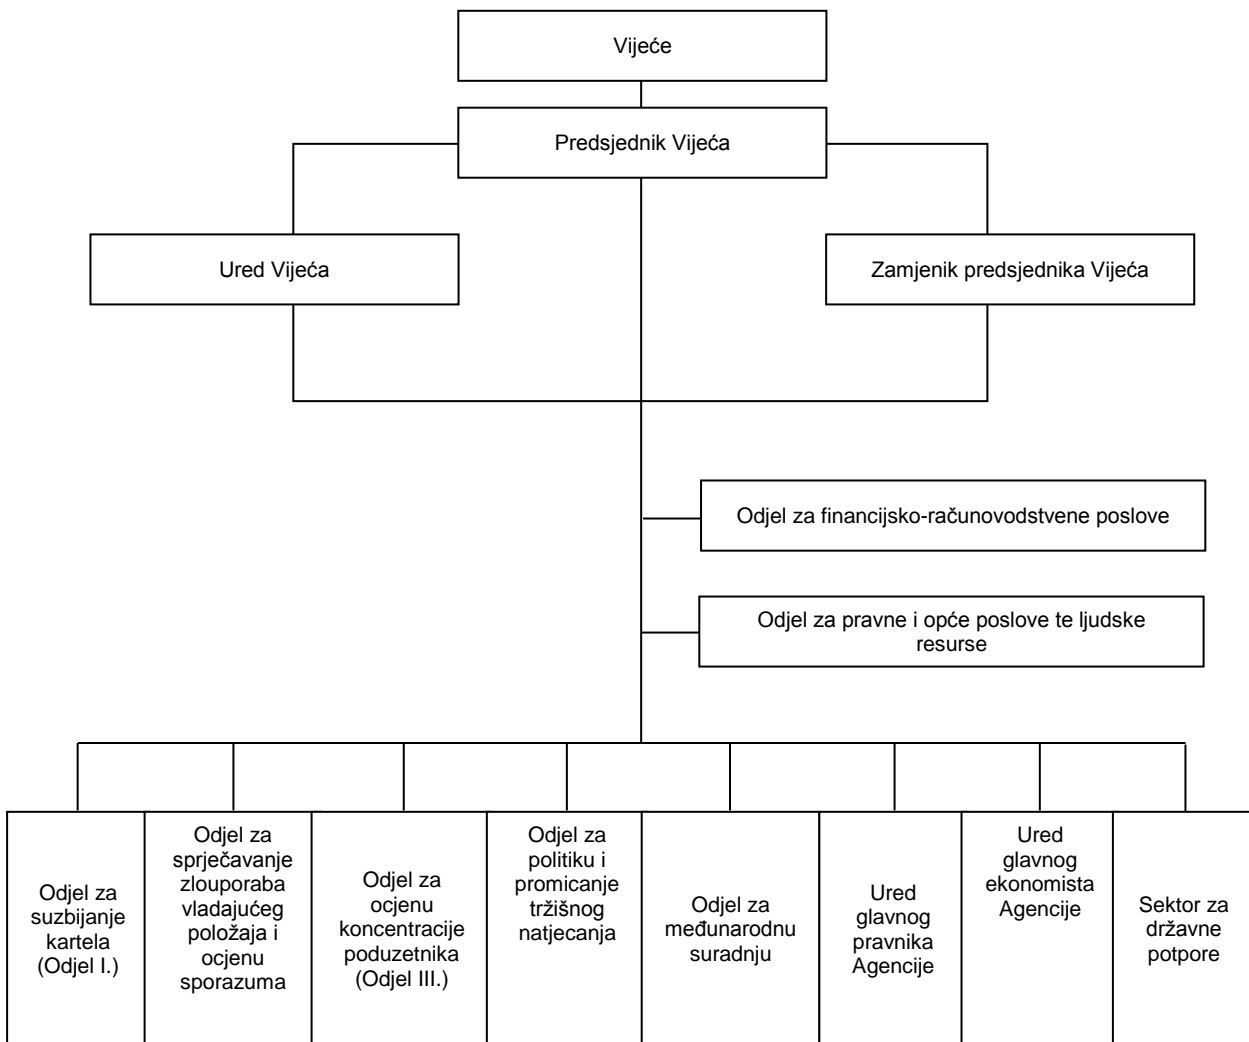 Vijeće
Predsjednik Vijeća
Ured Vijeća
Zamjenik predsjednika Vijeća
Odjel za financijsko-računovodstvene poslove
Odjel za pravne i opće poslove te ljudske
resurse
Odjel za
suzbijanje
kartela
(Odjel I.)
Odjel za
sprječavanje
zlouporaba
vladajućeg
položaja i
ocjenu
sporazuma
Odjel za
ocjenu
koncentracije
poduzetnika
(Odjel III.)
Odjel za
politiku i
promicanje
tržišnog
natjecanja
Odjel za
međunarodnu
suradnju
Ured
glavnog
pravnika
Agencije
Ured
glavnog
ekonomista
Agencije
Sektor za
državne
potpore